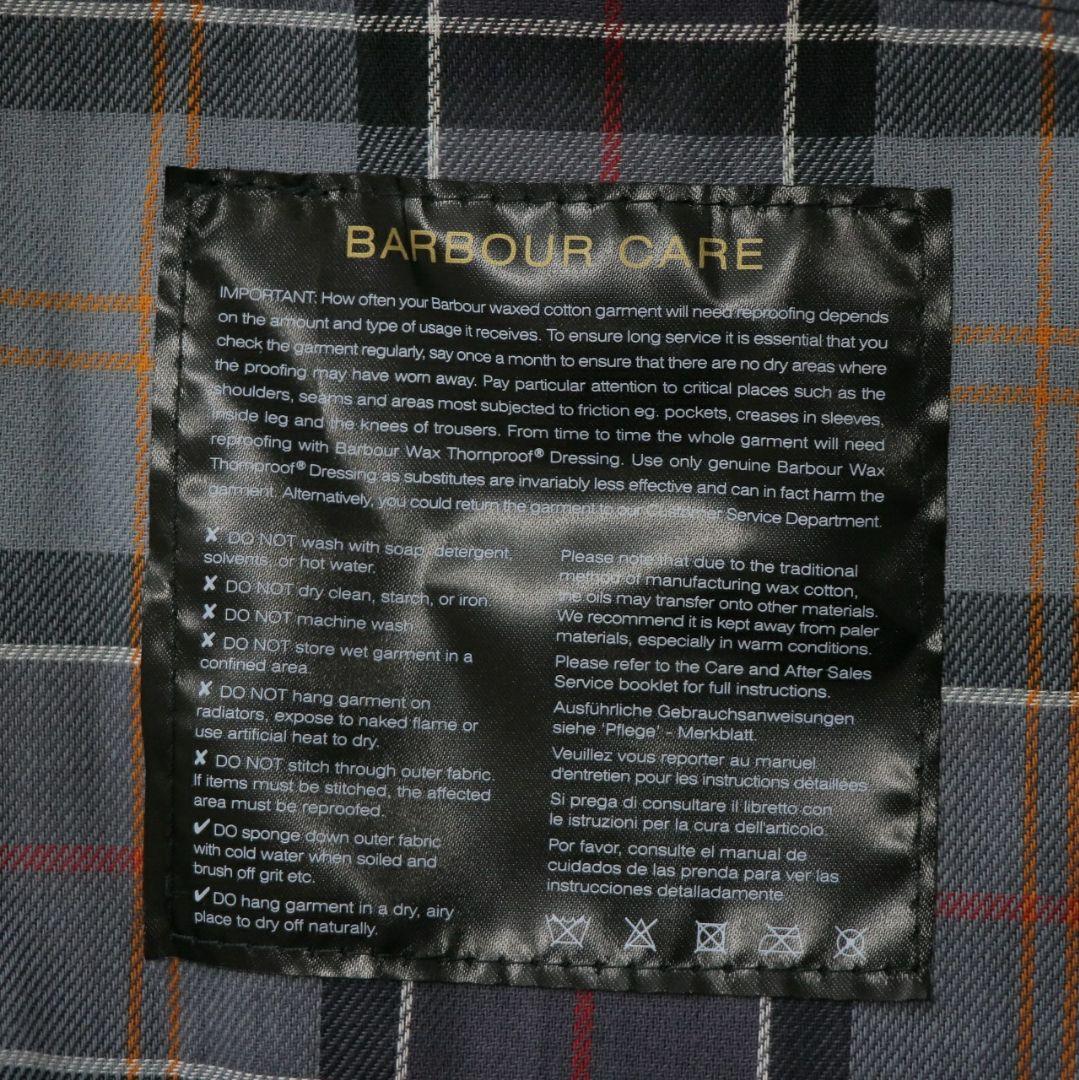 BARBOUR CARE
IMPORTANT: How often your Barbour waxed cotton garment will need reproofing depends
on the amount and type of usage it receives. To ensure long service it is essential that you
check the garment regularly, say once a month to ensure that there are no dry areas where
the proofing may have worn away. Pay particular attention to critical places such as the
shoulders, seams and areas most subjected to friction eg. pockets, creases in sleeves,
inside leg and the knees of trousers. From time to time the whole garment will need
reproofing with Barbour Wax Thornproof® Dressing. Use only genuine Barbour Wax
Thornproof® Dressing as substitutes are invariably less effective and can in fact harm the
garment. Alternatively, you could return the garment to our Customer Service Department.
✘ DO NOT wash with soap, detergent,
solvents, or hot water.
✘ DO NOT dry clean, starch, or iron.
✘ DO NOT machine wash
✘ DO NOT store wet garment in a
confined area.
✘ DO NOT hang garment on
radiators, expose to naked flame or
use artificial heat to dry.
✘ DO NOT stitch through outer fabric.
If items must be stitched, the affected
area must be reproofed.
✔ DO sponge down outer fabric
with cold water when soiled and
brush off grit etc.
✔ DO hang garment in a dry, airy
place to dry off naturally.
Please note that due to the traditional
method of manufacturing wax cotton,
the oils may transfer onto other materials.
We recommend it is kept away from paler
materials, especially in warm conditions.
Please refer to the Care and After Sales
Service booklet for full instructions.
Ausführliche Gebrauchsanweisungen
siehe 'Pflege' - Merkblatt.
Veuillez vous reporter au manuel
d'entretien pour les instructions détaillées
Si prega di consultare il libretto con
le istruzioni per la cura dell'articolo.
Por favor, consulte el manual de
cuidados de las prenda para ver las
instrucciones detalladamente